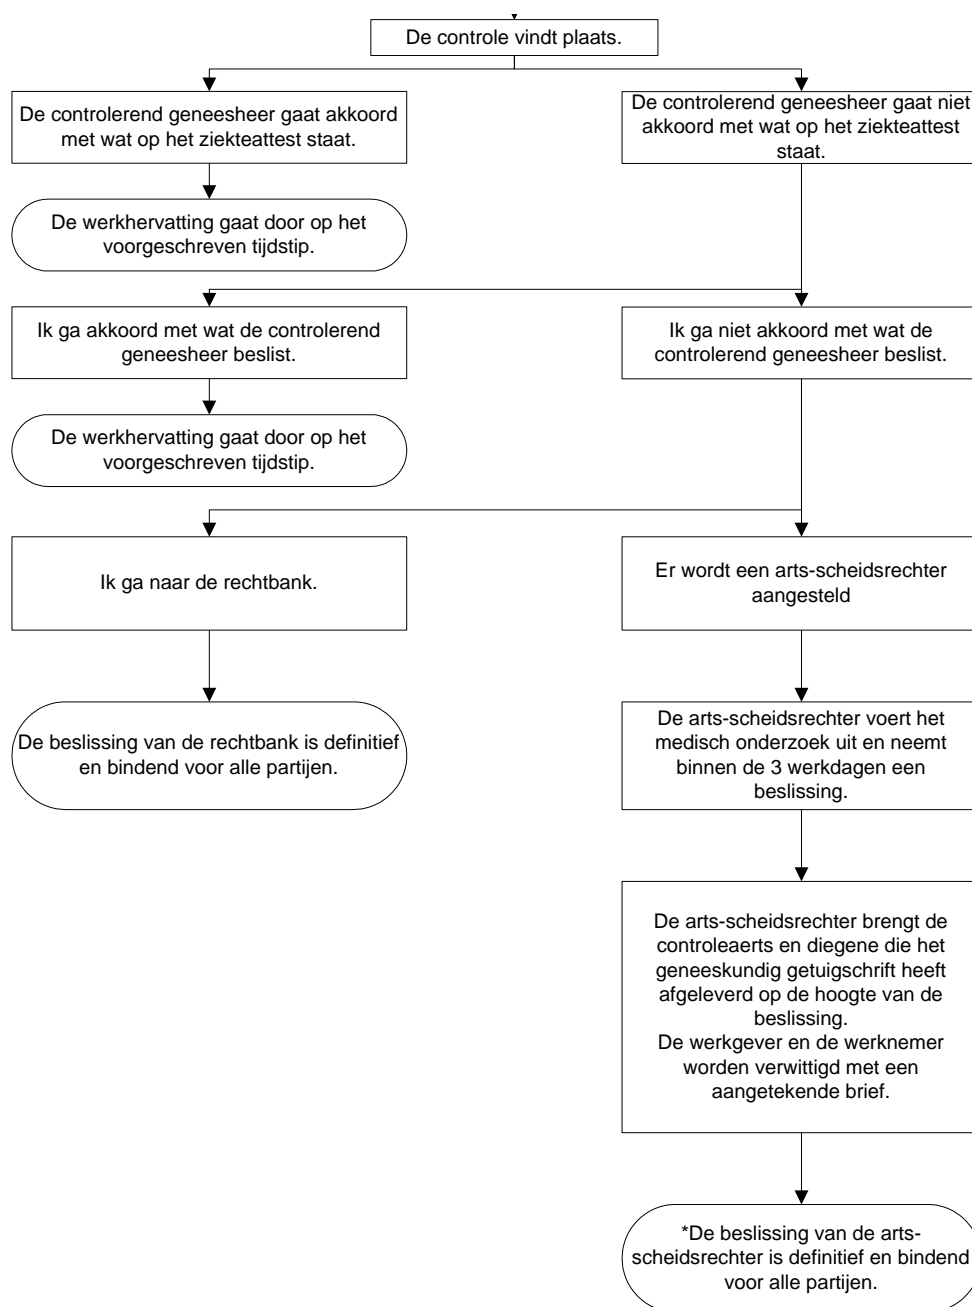 De controle vindt plaats.
De controlerend geneesheer gaat akkoord
met wat op het ziekteattest staat.
De controlerend geneesheer gaat niet
akkoord met wat op het ziekteattest
staat.
De werkhervatting gaat door op het
voorgeschreven tijdstip.
Ik ga akkoord met wat de controlerend
geneesheer beslist.
Ik ga niet akkoord met wat de
controlerend geneesheer beslist.
De werkhervatting gaat door op het
voorgeschreven tijdstip.
Ik ga naar de rechtbank.
Er wordt een arts-scheidsrechter
aangesteld
De beslissing van de rechtbank is definitief
en bindend voor alle partijen.
De arts-scheidsrechter voert het
medisch onderzoek uit en neemt
binnen de 3 werkdagen een
beslissing.
De arts-scheidsrechter brengt de
controleaerts en diegene die het
geneeskundig getuigschrift heeft
afgeleverd op de hoogte van de
beslissing.
De werkgever en de werknemer
worden verwittigd met een
aangetekende brief.
*De beslissing van de arts-
scheidsrechter is definitief en bindend
voor alle partijen.